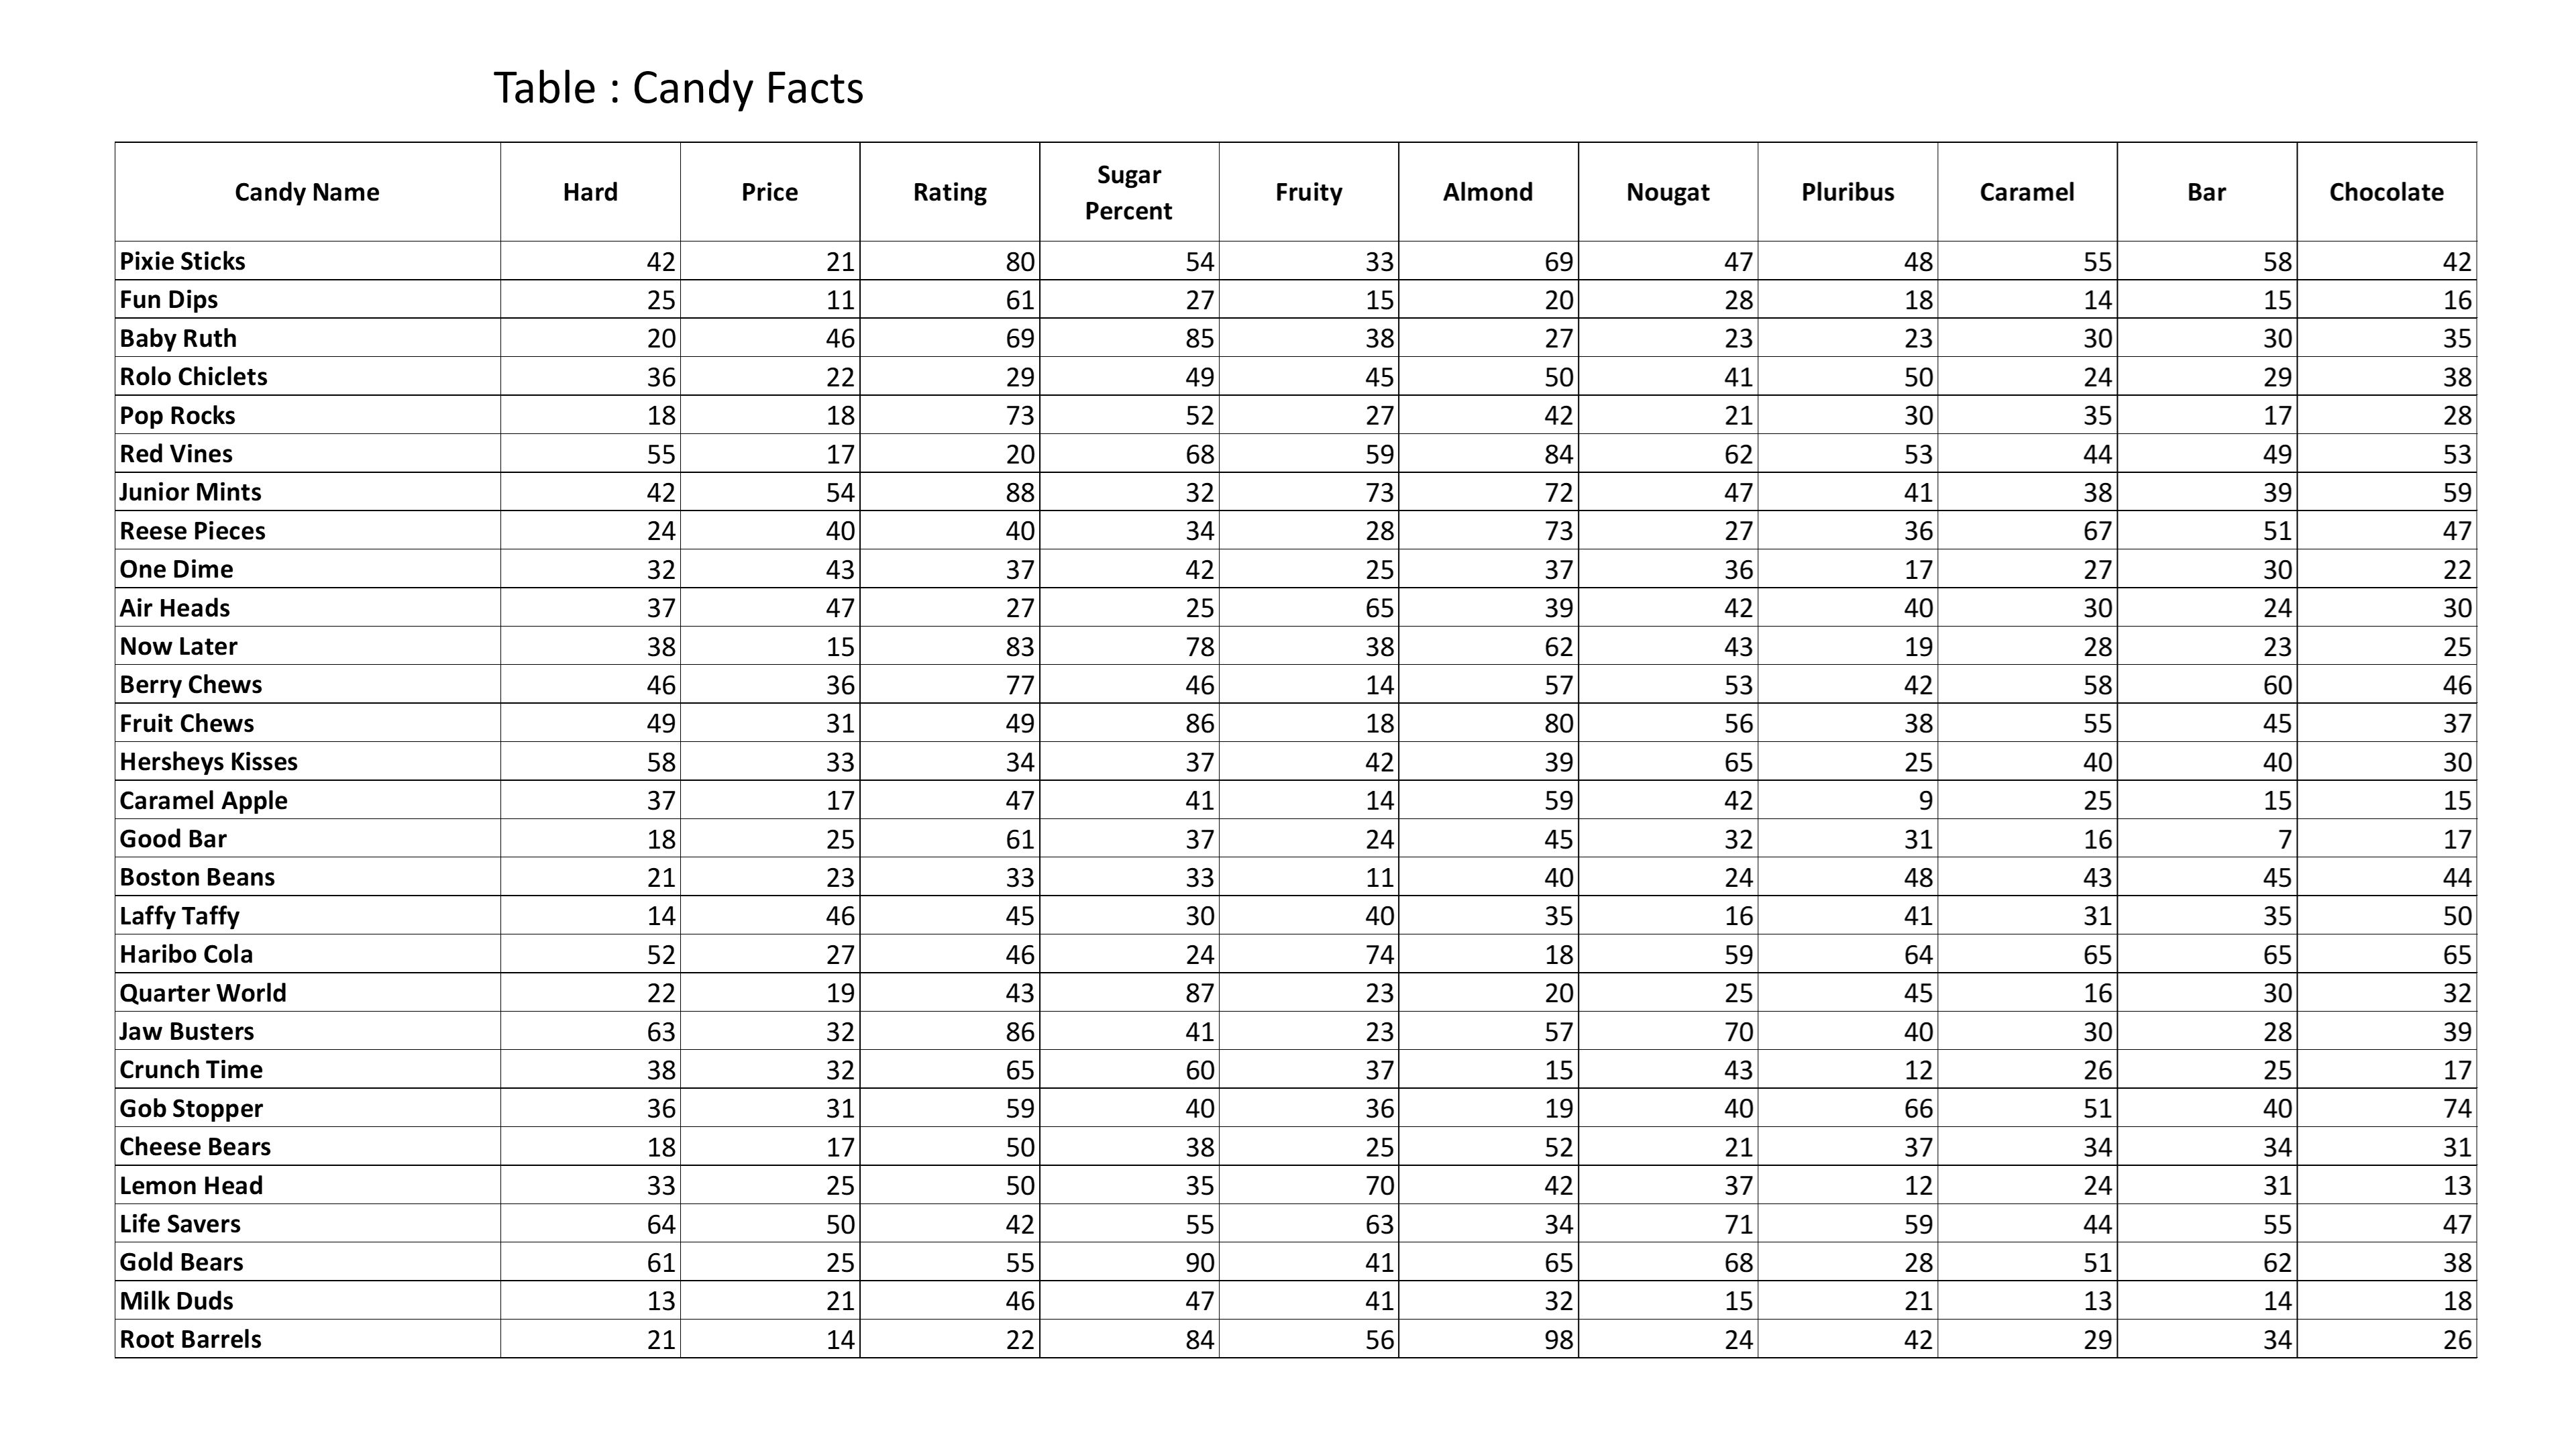 Table : Candy Facts
Candy Name Hard Price Rating Sugar Percent Fruity Almond Nougat Pluribus Caramel Bar Chocolate
Pixie Sticks 42 21 80 54 33 69 47 48 55 58 42
Fun Dips 25 11 61 27 15 20 28 18 14 15 16
Baby Ruth 20 46 69 85 38 27 23 23 30 30 35
Rolo Chiclets 36 22 29 49 45 50 41 50 24 29 38
Pop Rocks 18 18 73 52 27 42 21 30 35 17 28
Red Vines 55 17 20 68 59 84 62 53 44 49 53
Junior Mints 42 54 88 32 73 72 47 41 38 39 59
Reese Pieces 24 40 40 34 28 73 27 36 67 51 47
One Dime 32 43 37 42 25 37 36 17 27 30 22
Air Heads 37 47 27 25 65 39 42 40 30 24 30
Now Later 38 15 83 78 38 62 43 19 28 23 25
Berry Chews 46 36 77 46 14 57 53 42 58 60 46
Fruit Chews 49 31 49 86 18 80 56 38 55 45 37
Hersheys Kisses 58 33 34 37 42 39 65 25 40 40 30
Caramel Apple 37 17 47 41 14 59 42 9 25 15 15
Good Bar 18 25 61 37 24 45 32 31 16 7 17
Boston Beans 21 23 33 33 11 40 24 48 43 45 44
Laffy Taffy 14 46 45 30 40 35 16 41 31 35 50
Haribo Cola 52 27 46 24 74 18 59 64 65 65 65
Quarter World 22 19 43 87 23 20 25 45 16 30 32
Jaw Busters 63 32 86 41 23 57 70 40 30 28 39
Crunch Time 38 32 65 60 37 15 43 12 26 25 17
Gob Stopper 36 31 59 40 36 19 40 66 51 40 74
Cheese Bears 18 17 50 38 25 52 21 37 34 34 31
Lemon Head 33 25 50 35 70 42 37 12 24 31 13
Life Savers 64 50 42 55 63 34 71 59 44 55 47
Gold Bears 61 25 55 90 41 65 68 28 51 62 38
Milk Duds 13 21 46 47 41 32 15 21 13 14 18
Root Barrels 21 14 22 84 56 98 24 42 29 34 26